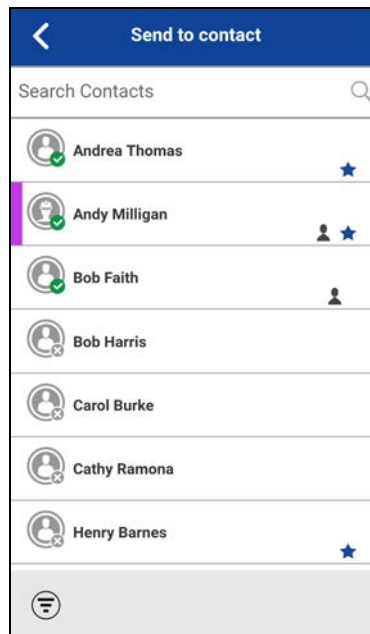 Send to contact
Search Contacts
Andrea Thomas
Andy Milligan
Bob Faith
Bob Harris
Carol Burke
Cathy Ramona
Henry Barnes